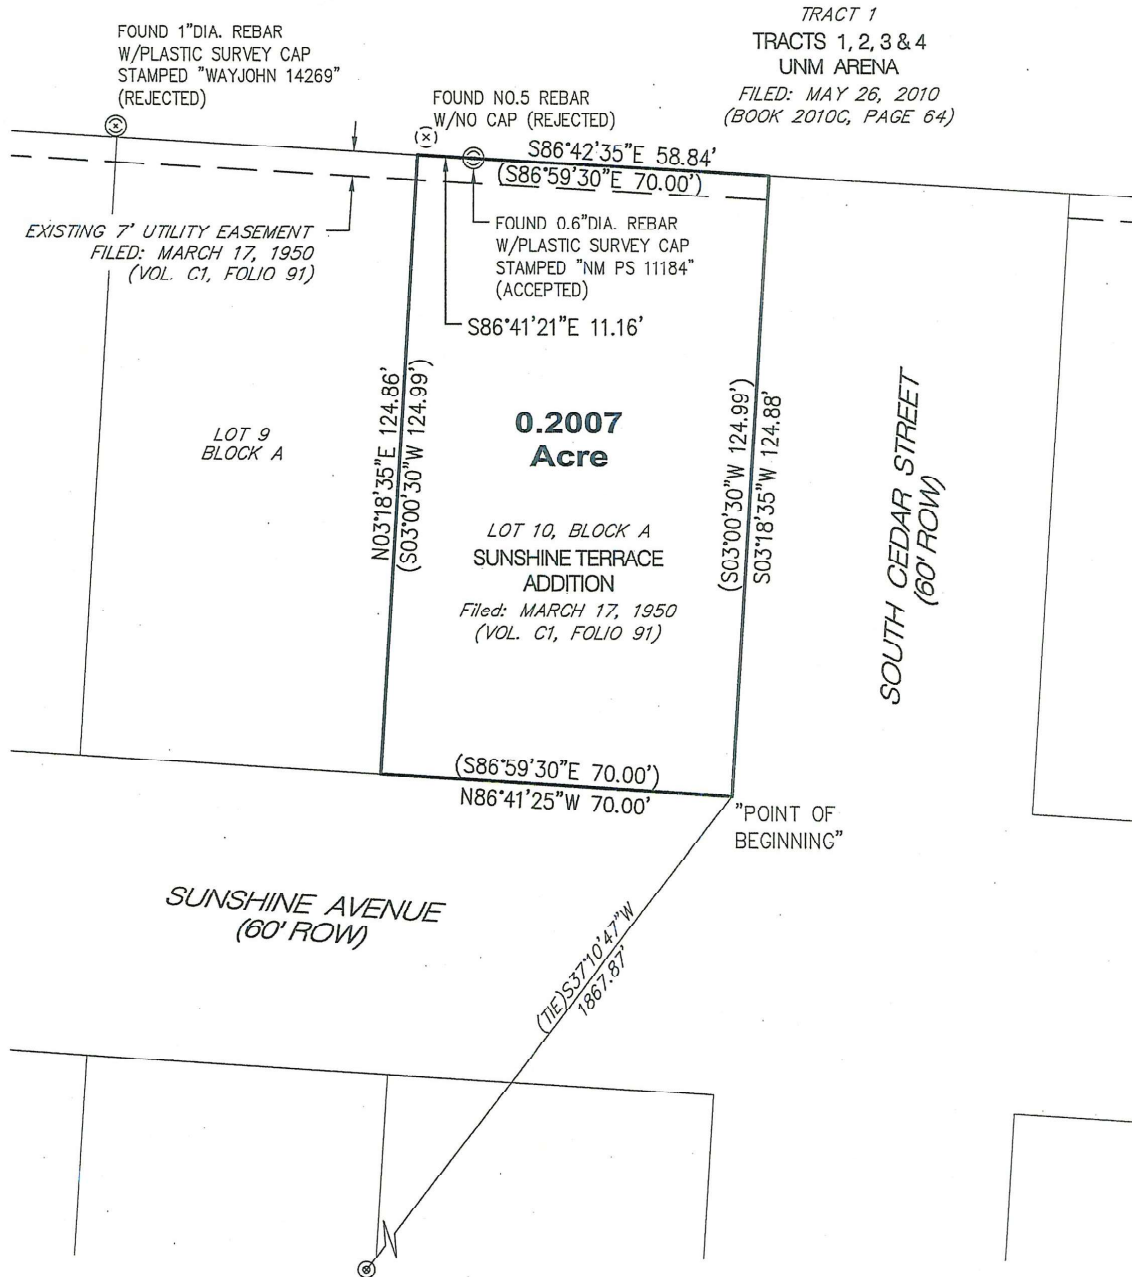 TRACT 1
TRACTS 1, 2, 3 & 4
UNM ARENA
FILED: MAY 26, 2010
(BOOK 2010C, PAGE 64)
FOUND 1"DIA. REBAR
W/PLASTIC SURVEY CAP
STAMPED "WAYJOHN 14269"
(REJECTED)
FOUND NO.5 REBAR
W/NO CAP (REJECTED)
S86°42'35"E 58.84'
(S86°59'30"E 70.00')
EXISTING 7' UTILITY EASEMENT
FILED: MARCH 17, 1950
(VOL. C1, FOLIO 91)
FOUND 0.6"DIA. REBAR
W/PLASTIC SURVEY CAP
STAMPED "NM PS 11184"
(ACCEPTED)
S86°41'21"E 11.16'
N03°18'35"E 124.86'
(S03°00'30"W 124.99')
0.2007
Acre
(S03°00'30"W 124.99')
S03°18'35"W 124.88'
LOT 9
BLOCK A
LOT 10, BLOCK A
SUNSHINE TERRACE
ADDITION
Filed: MARCH 17, 1950
(VOL. C1, FOLIO 91)
SOUTH CEDAR STREET
(60' ROW)
(S86°59'30"E 70.00')
N86°41'25"W 70.00'
"POINT OF
BEGINNING"
SUNSHINE AVENUE
(60' ROW)
(TIE)S37°10'47"W
1867.87'